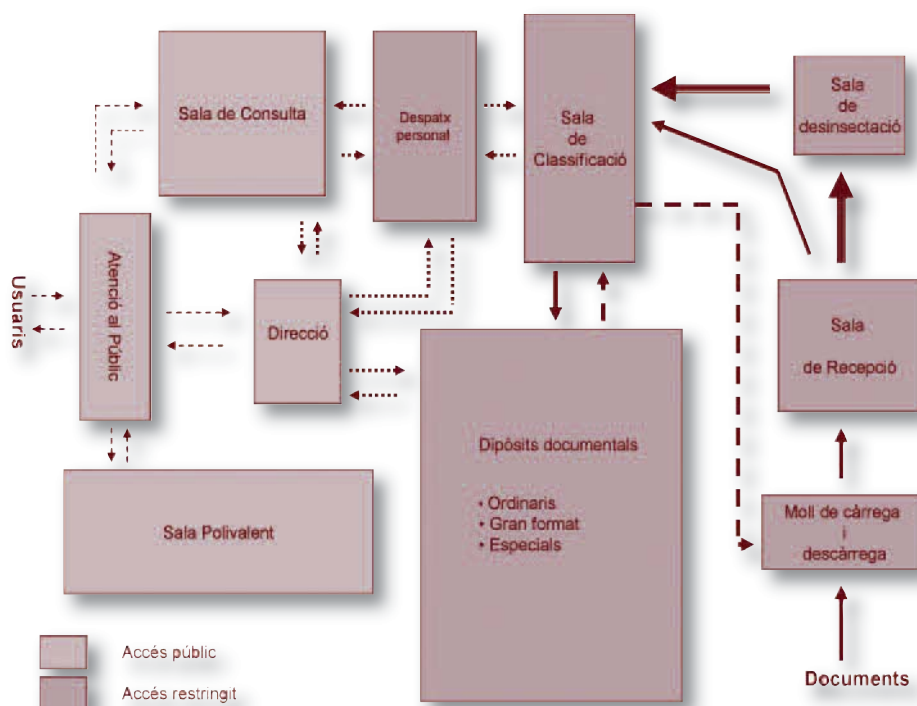 Sala de Consulta
Despatx
personal
Sala
de
Classificació
Sala
de
desinsectació
Usuaris
Atenció al Públic
Direcció
Sala
de Recepció
Dipòsits documentals
• Ordinaris
• Gran format
• Especials
Sala Polivalent
Moll de càrrega
i
descàrrega
Accés públic
Accés restringit
Documents